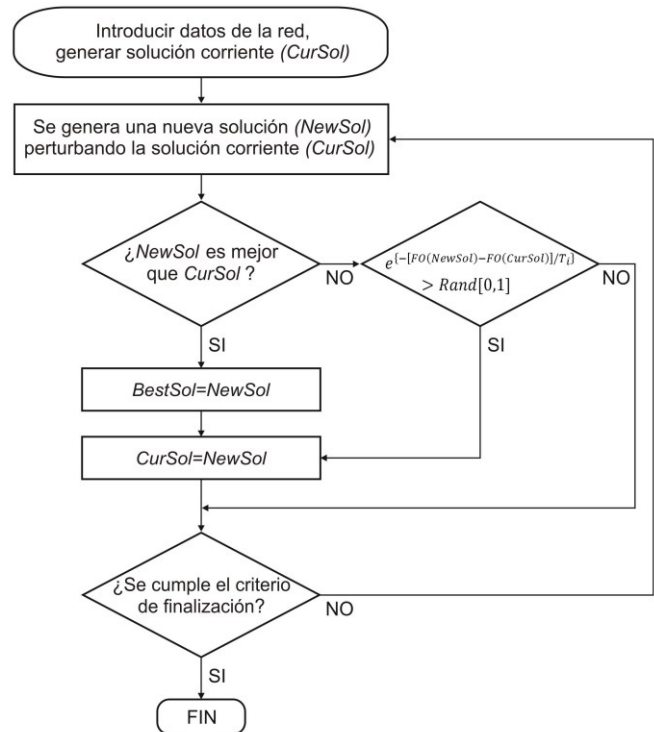 Introducir datos de la red,
generar solución corriente (CurSol)
Se genera una nueva solución (NewSol)
perturbando la solución corriente (CurSol)
¿NewSol es mejor
que CursoL ?
NO
e^{-[FO(NewSol)-FO(CurSol)]/T_i}
> Rand[0,1]
NO
SI
SI
BestSol=NewSol
CurSol=NewSol
¿Se cumple el criterio
de finalización?
NO
SI
FIN